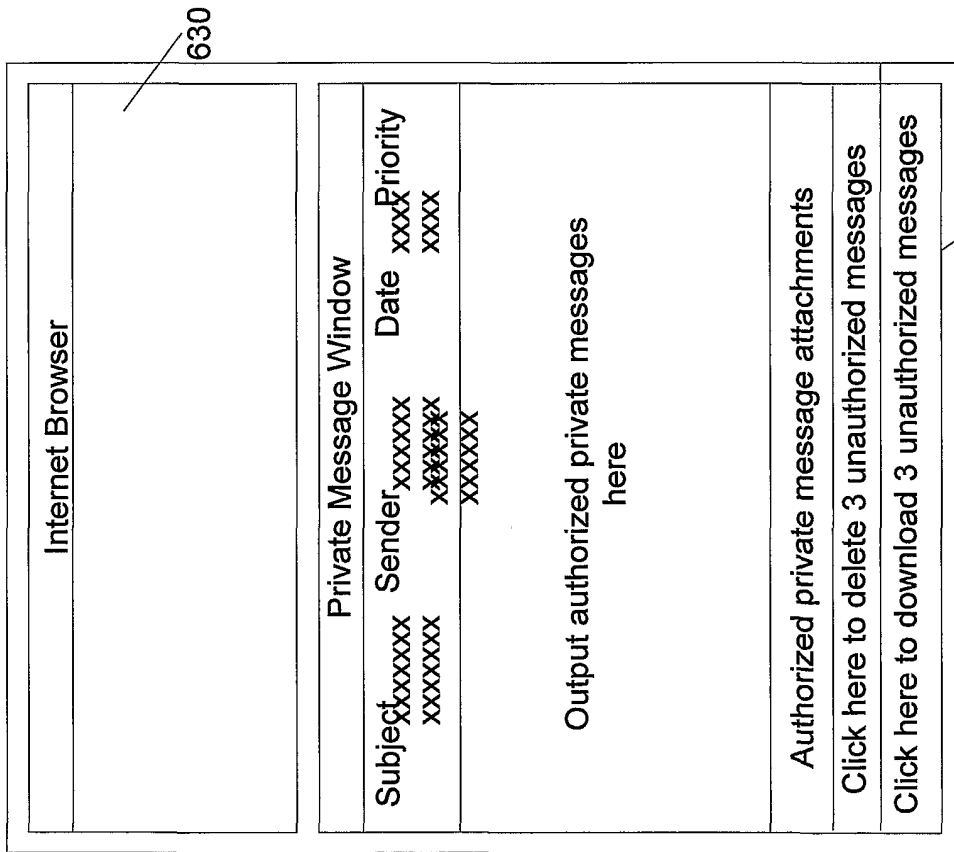 630
Internet Browser
Private Message Window
Subject Sender Date Priority
xxxxxxx xxxxxx xxxx
xxxxxxx xxxxxx xxxx
xxxxxx
xxxxxx
Output authorized private messages
here
Authorized private message attachments
Click here to delete 3 unauthorized messages
Click here to download 3 unauthorized messages